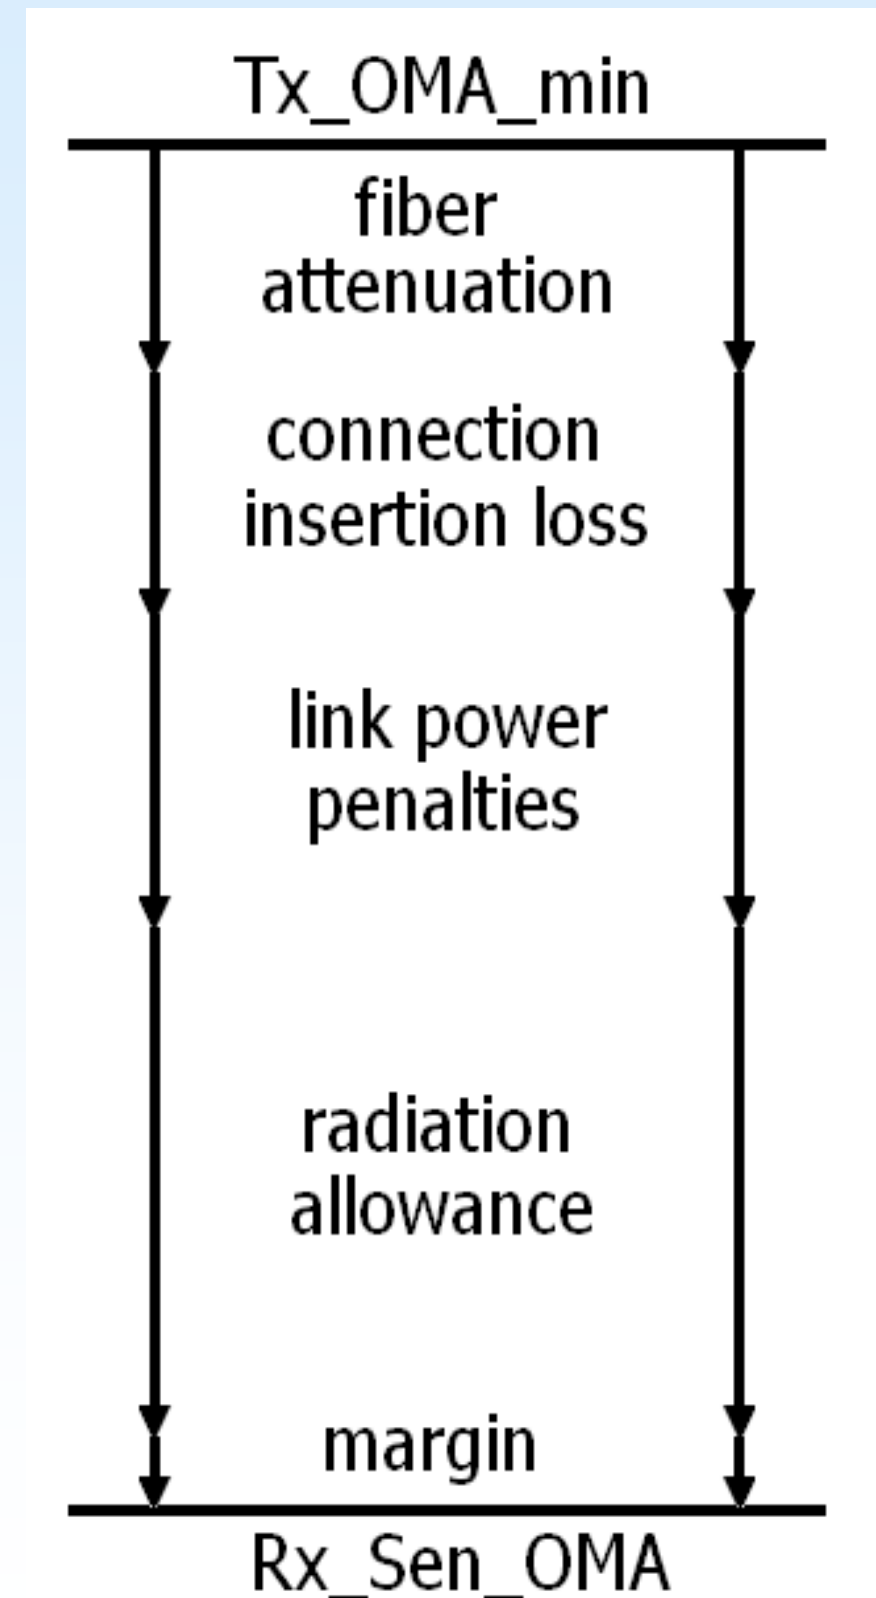 Tx_OMA_min
fiber
attenuation
connection
insertion loss
link power
penalties
radiation
allowance
margin
Rx_Sen_OMA